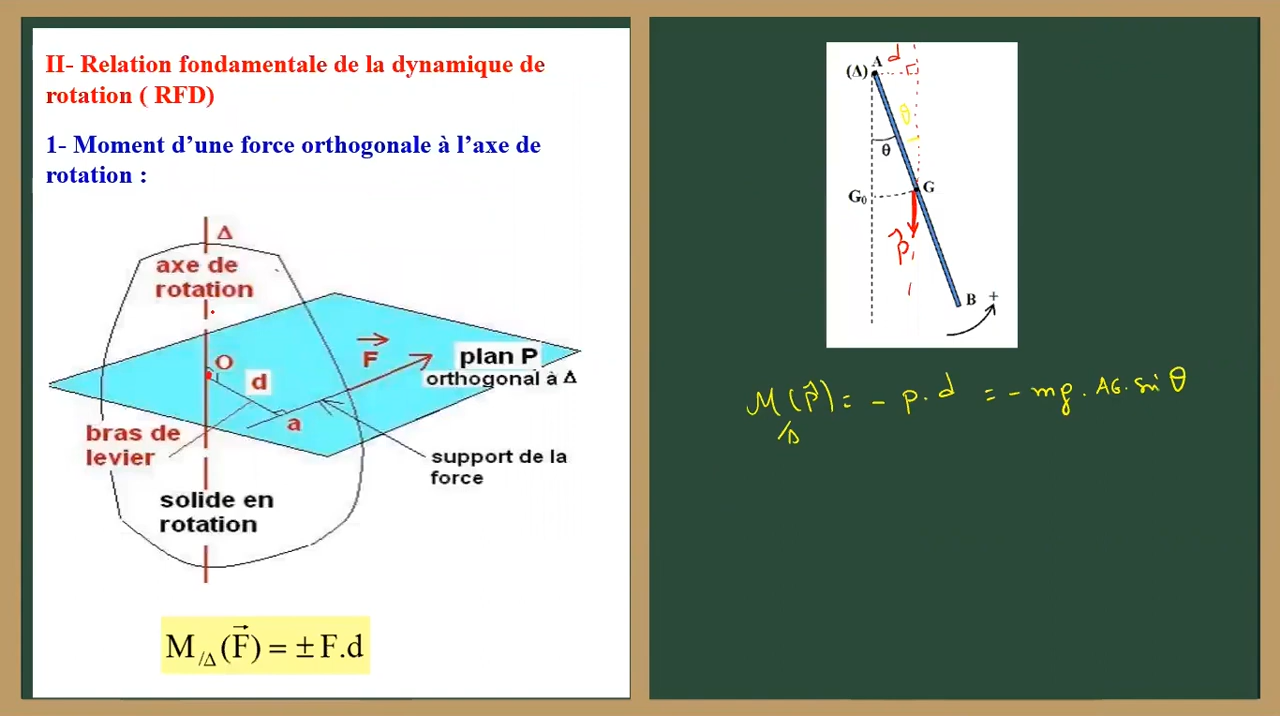 II- Relation fondamentale de la dynamique de
rotation ( RFD)
1- Moment d’une force orthogonale à l’axe de
rotation :
Δ
axe de
rotation
O
d
F
plan P
orthogonal à Δ
a
bras de
levier
support de la
force
solide en
rotation
M/Δ(F⃗) = ± F.d
d
(Δ) A
θ
θ
G₀ G
P⃗
B +
M/Δ (P⃗) = - P. d = - mg. AG. sin θ